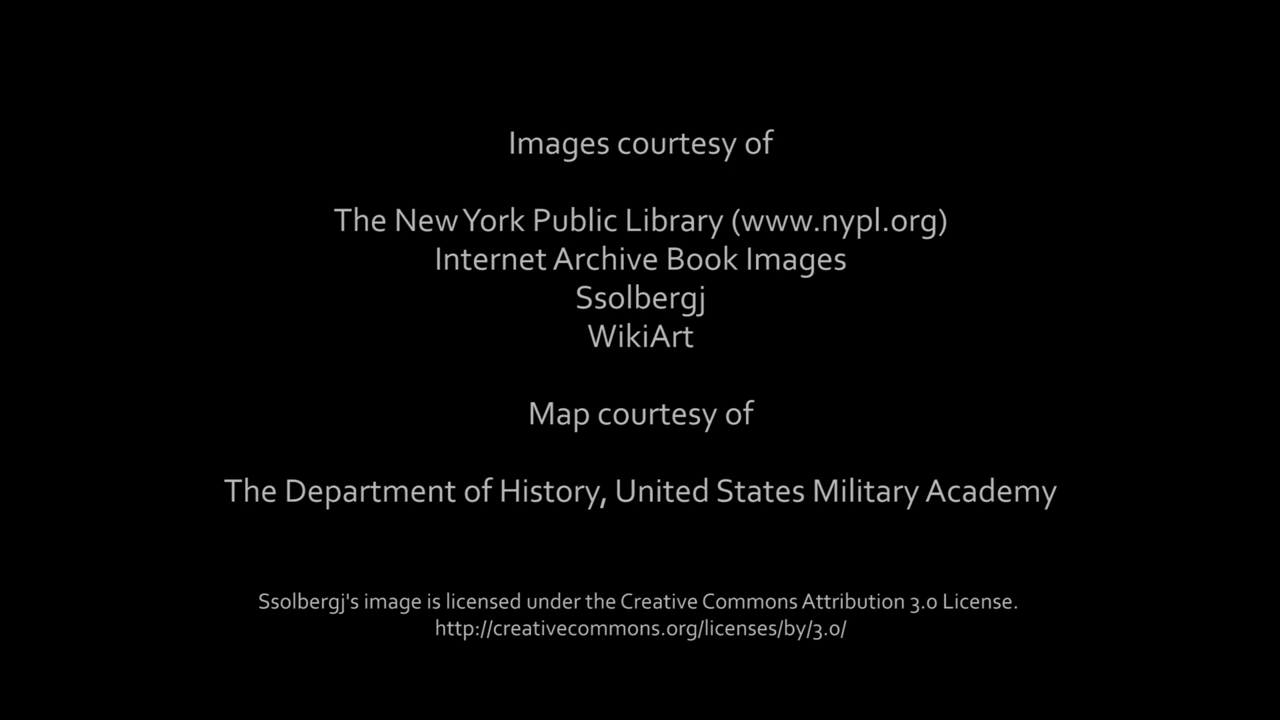 Images courtesy of
The New York Public Library (www.nypl.org)
Internet Archive Book Images
Ssolbergj
WikiArt
Map courtesy of
The Department of History, United States Military Academy
Ssolbergj's image is licensed under the Creative Commons Attribution 3.0 License.
http://creativecommons.org/licenses/by/3.0/